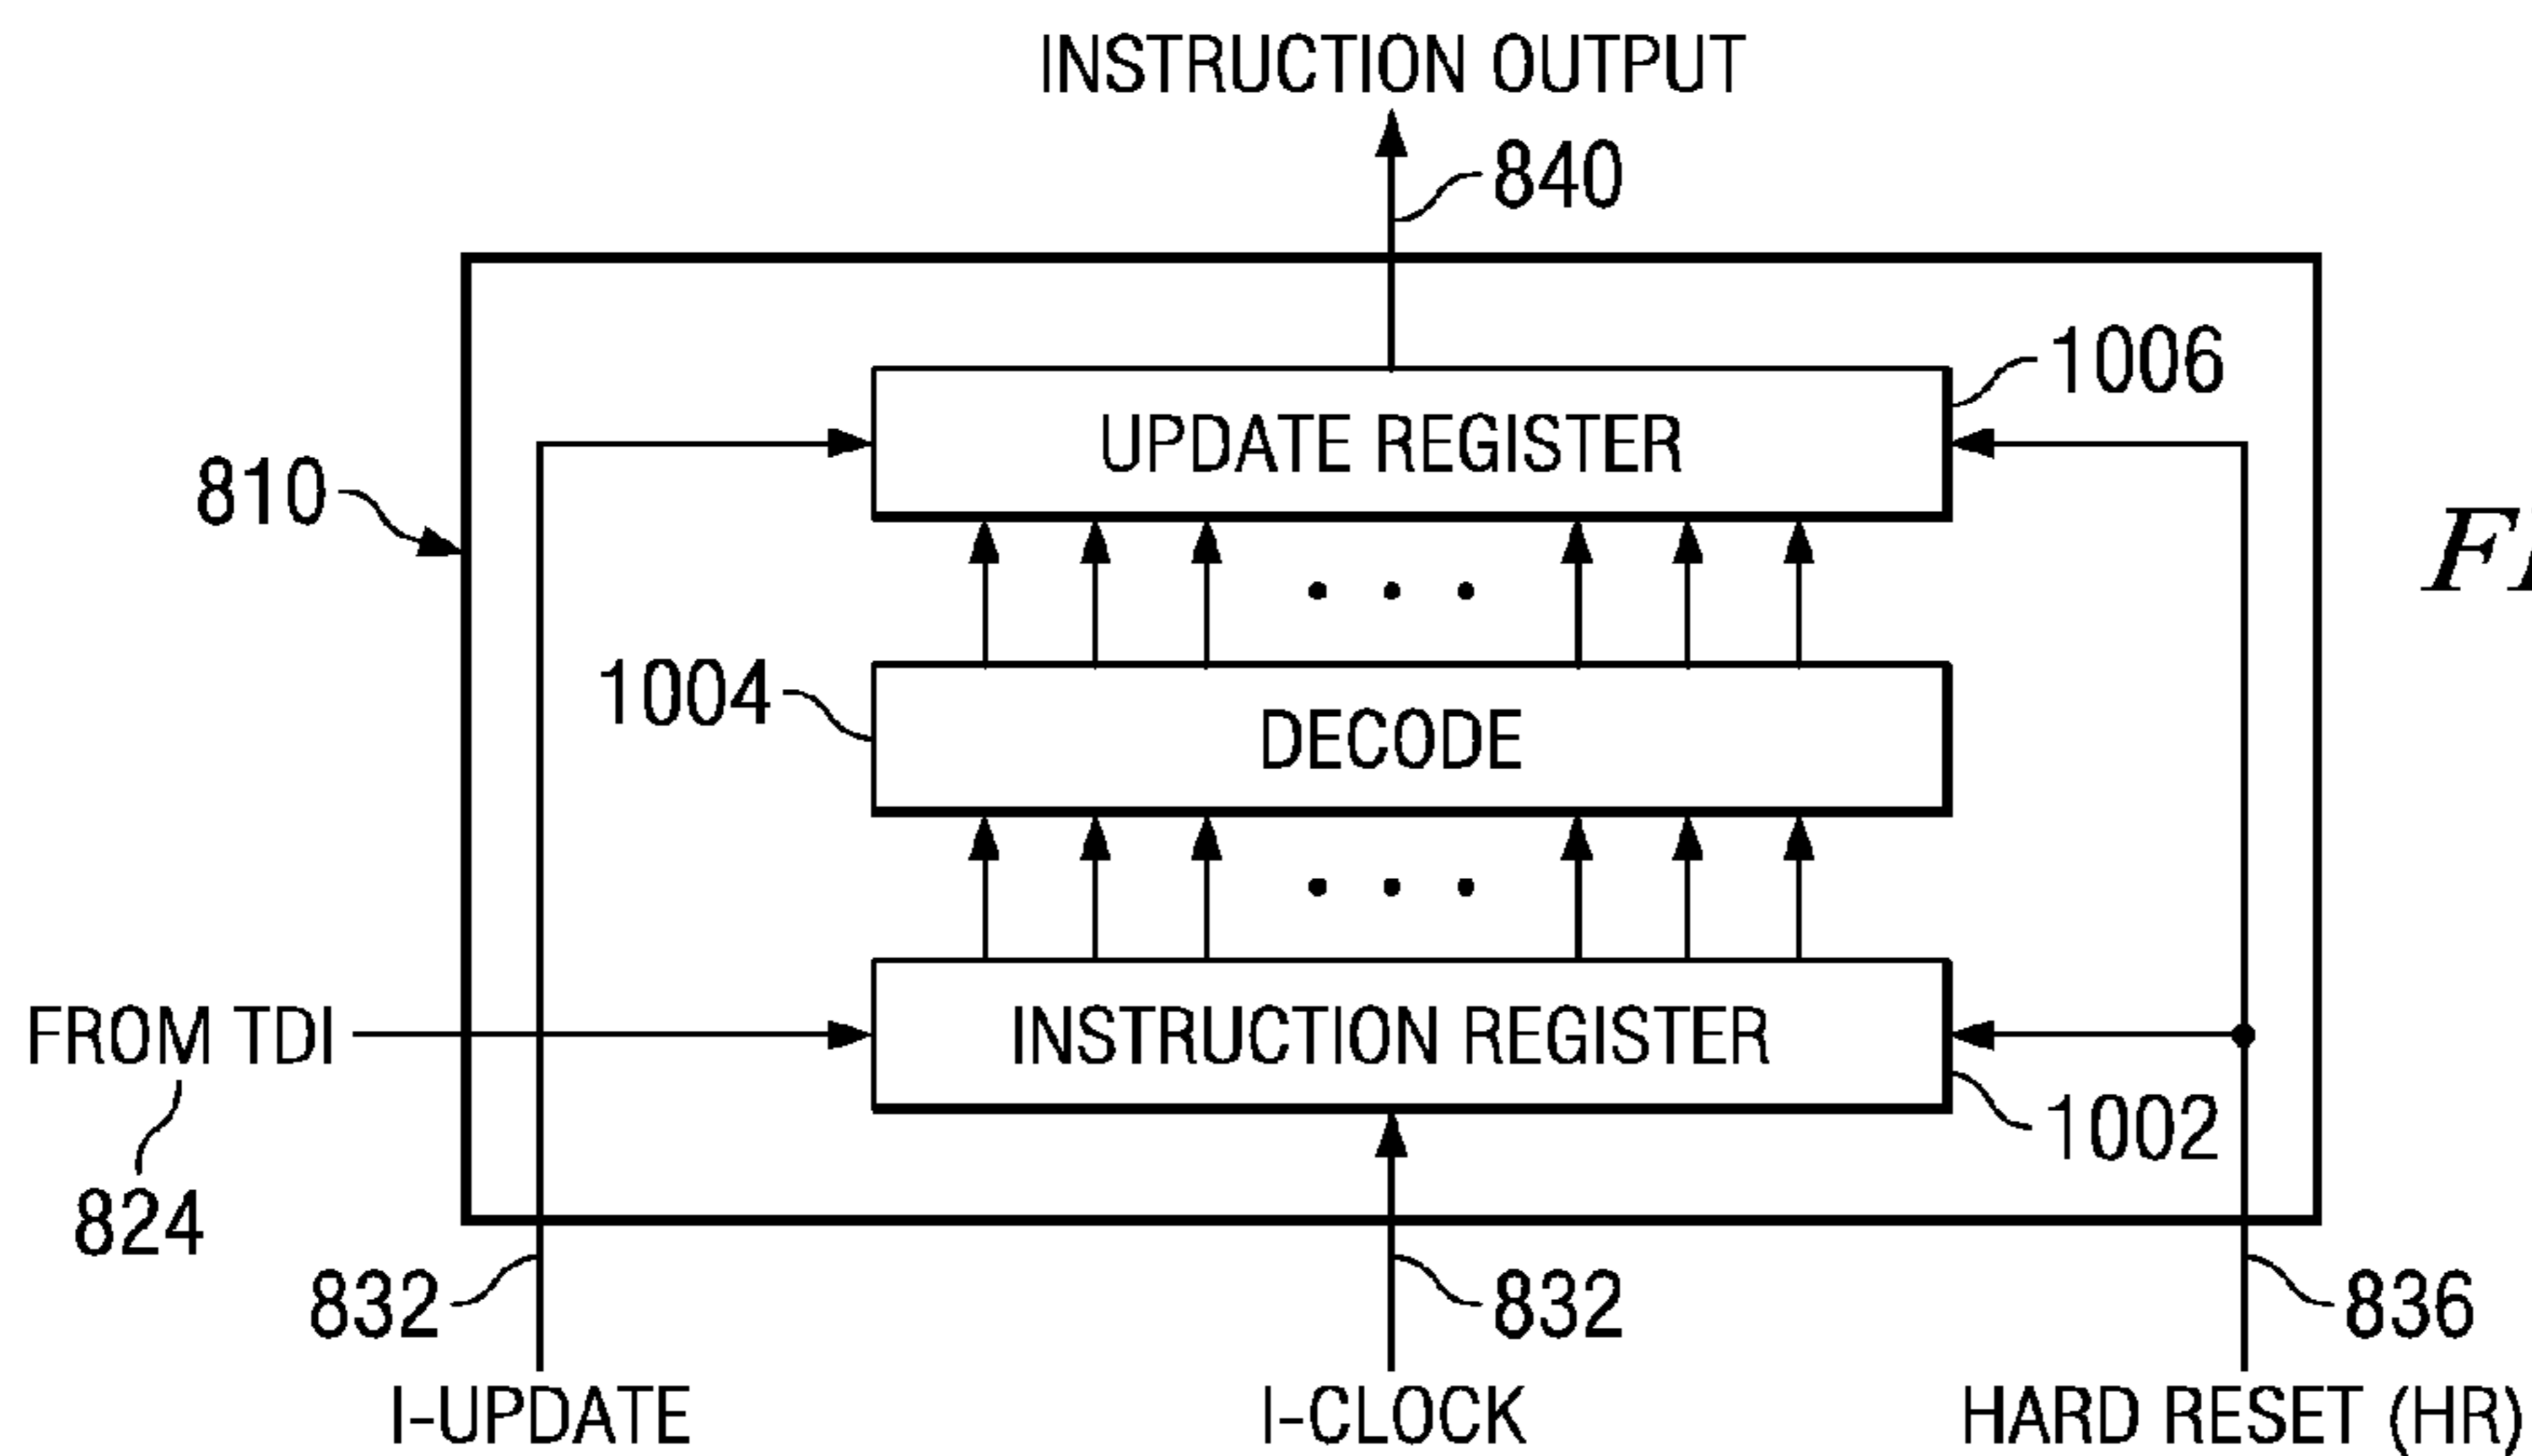 INSTRUCTION OUTPUT
840
1006
UPDATE REGISTER
810
1004
DECODE
FROM TDI
INSTRUCTION REGISTER
1002
824
832
832
836
I-UPDATE
I-CLOCK
HARD RESET (HR)